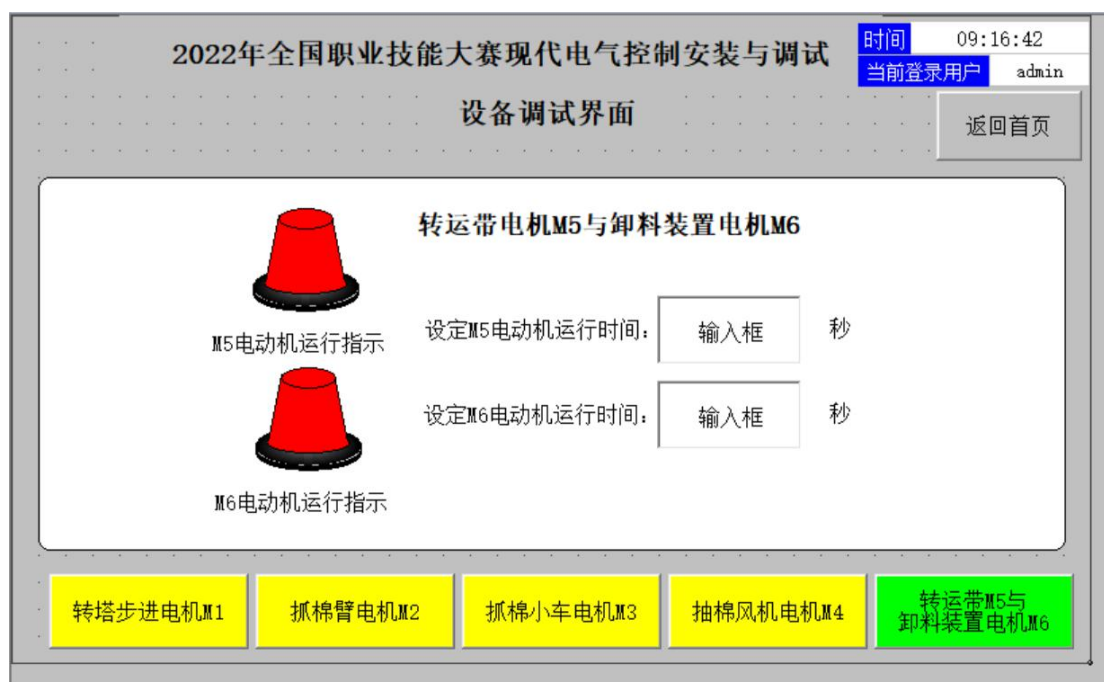 2022年全国职业技能大赛现代电气控制安装与调试
时间 09:16:42
当前登录用户 admin
设备调试界面
返回首页
转运带电机M5与卸料装置电机M6
M5电动机运行指示
设定M5电动机运行时间: 输入框 秒
设定M6电动机运行时间: 输入框 秒
M6电动机运行指示
转塔步进电机M1
抓棉臂电机M2
抓棉小车电机M3
抽棉风机电机M4
转运带M5与
卸料装置电机M6